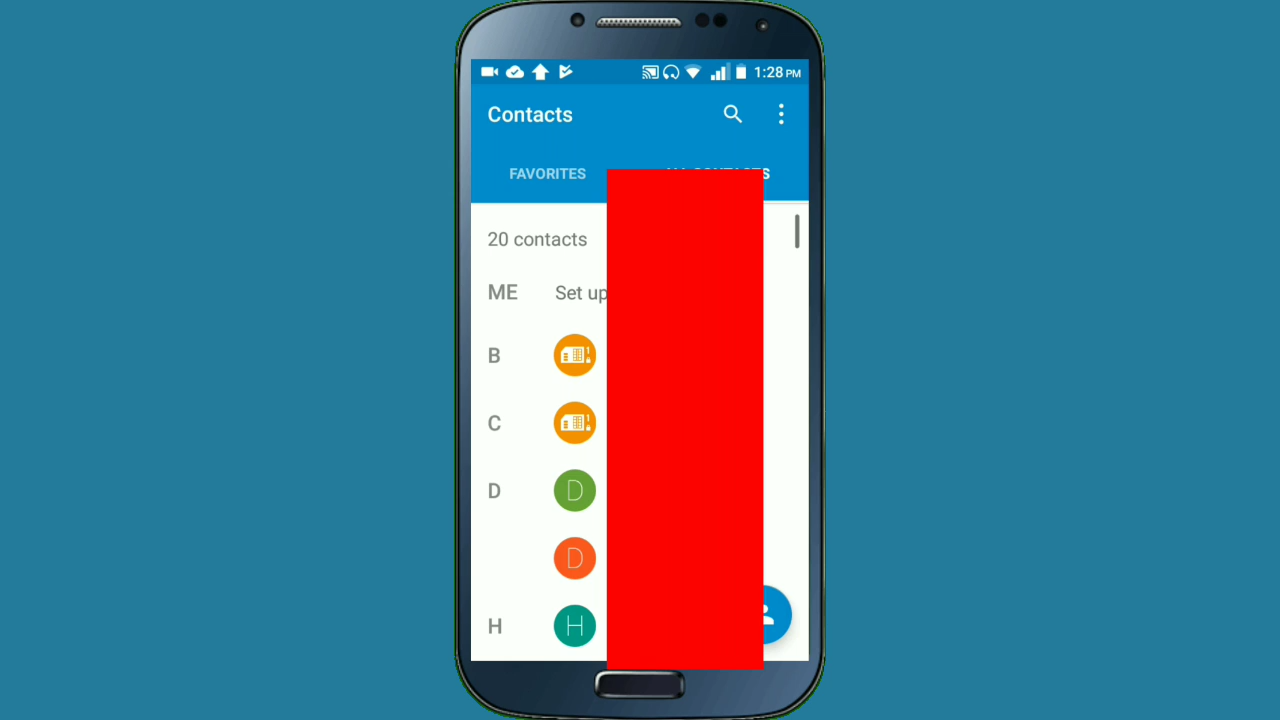 1:28 PM
Contacts
FAVORITES
20 contacts
ME Set up
B
C
D D
D
H H